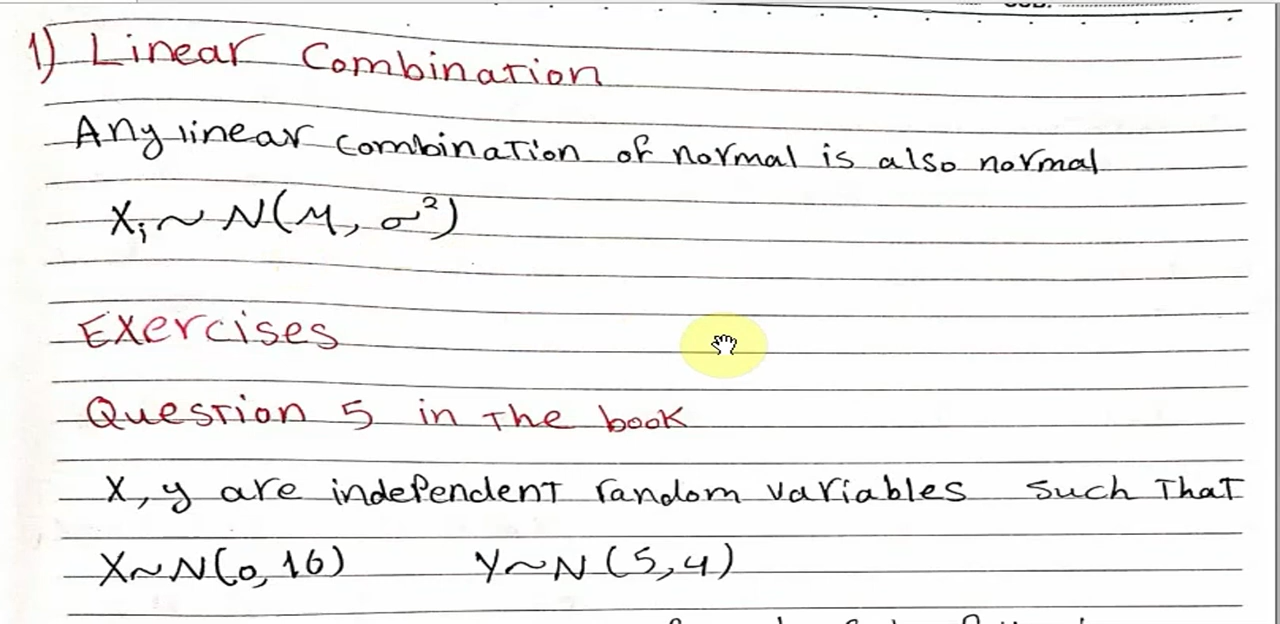 1) Linear Combination
Any linear combination of normal is also normal
Xi ~ N(M, σ²)
Exercises
Question 5 in the book
X, y are independent random variables such that
X~N(0,16) Y~N(5,4)